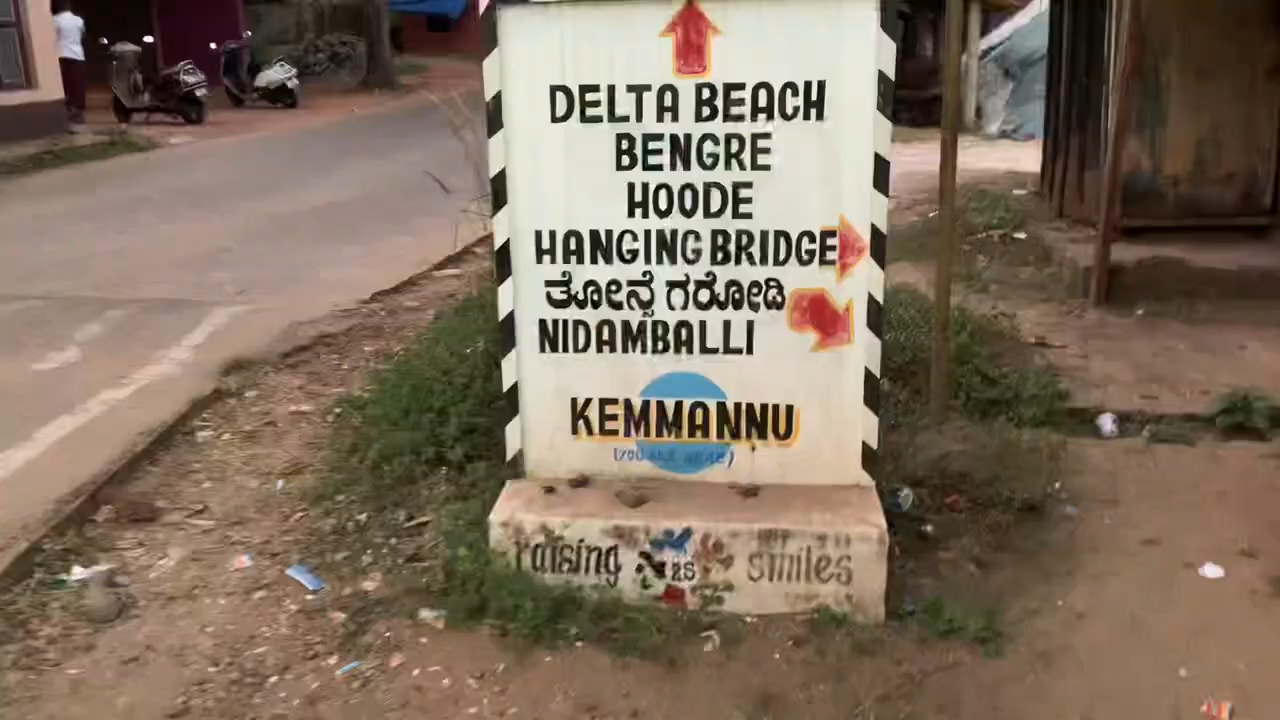 DELTA BEACH
BENGRE
HOODE
HANGING BRIDGE
ತೋನ್ಸೆ ಗರೋಡಿ
NIDAMBALLI
KEMMANNU
raising smiles